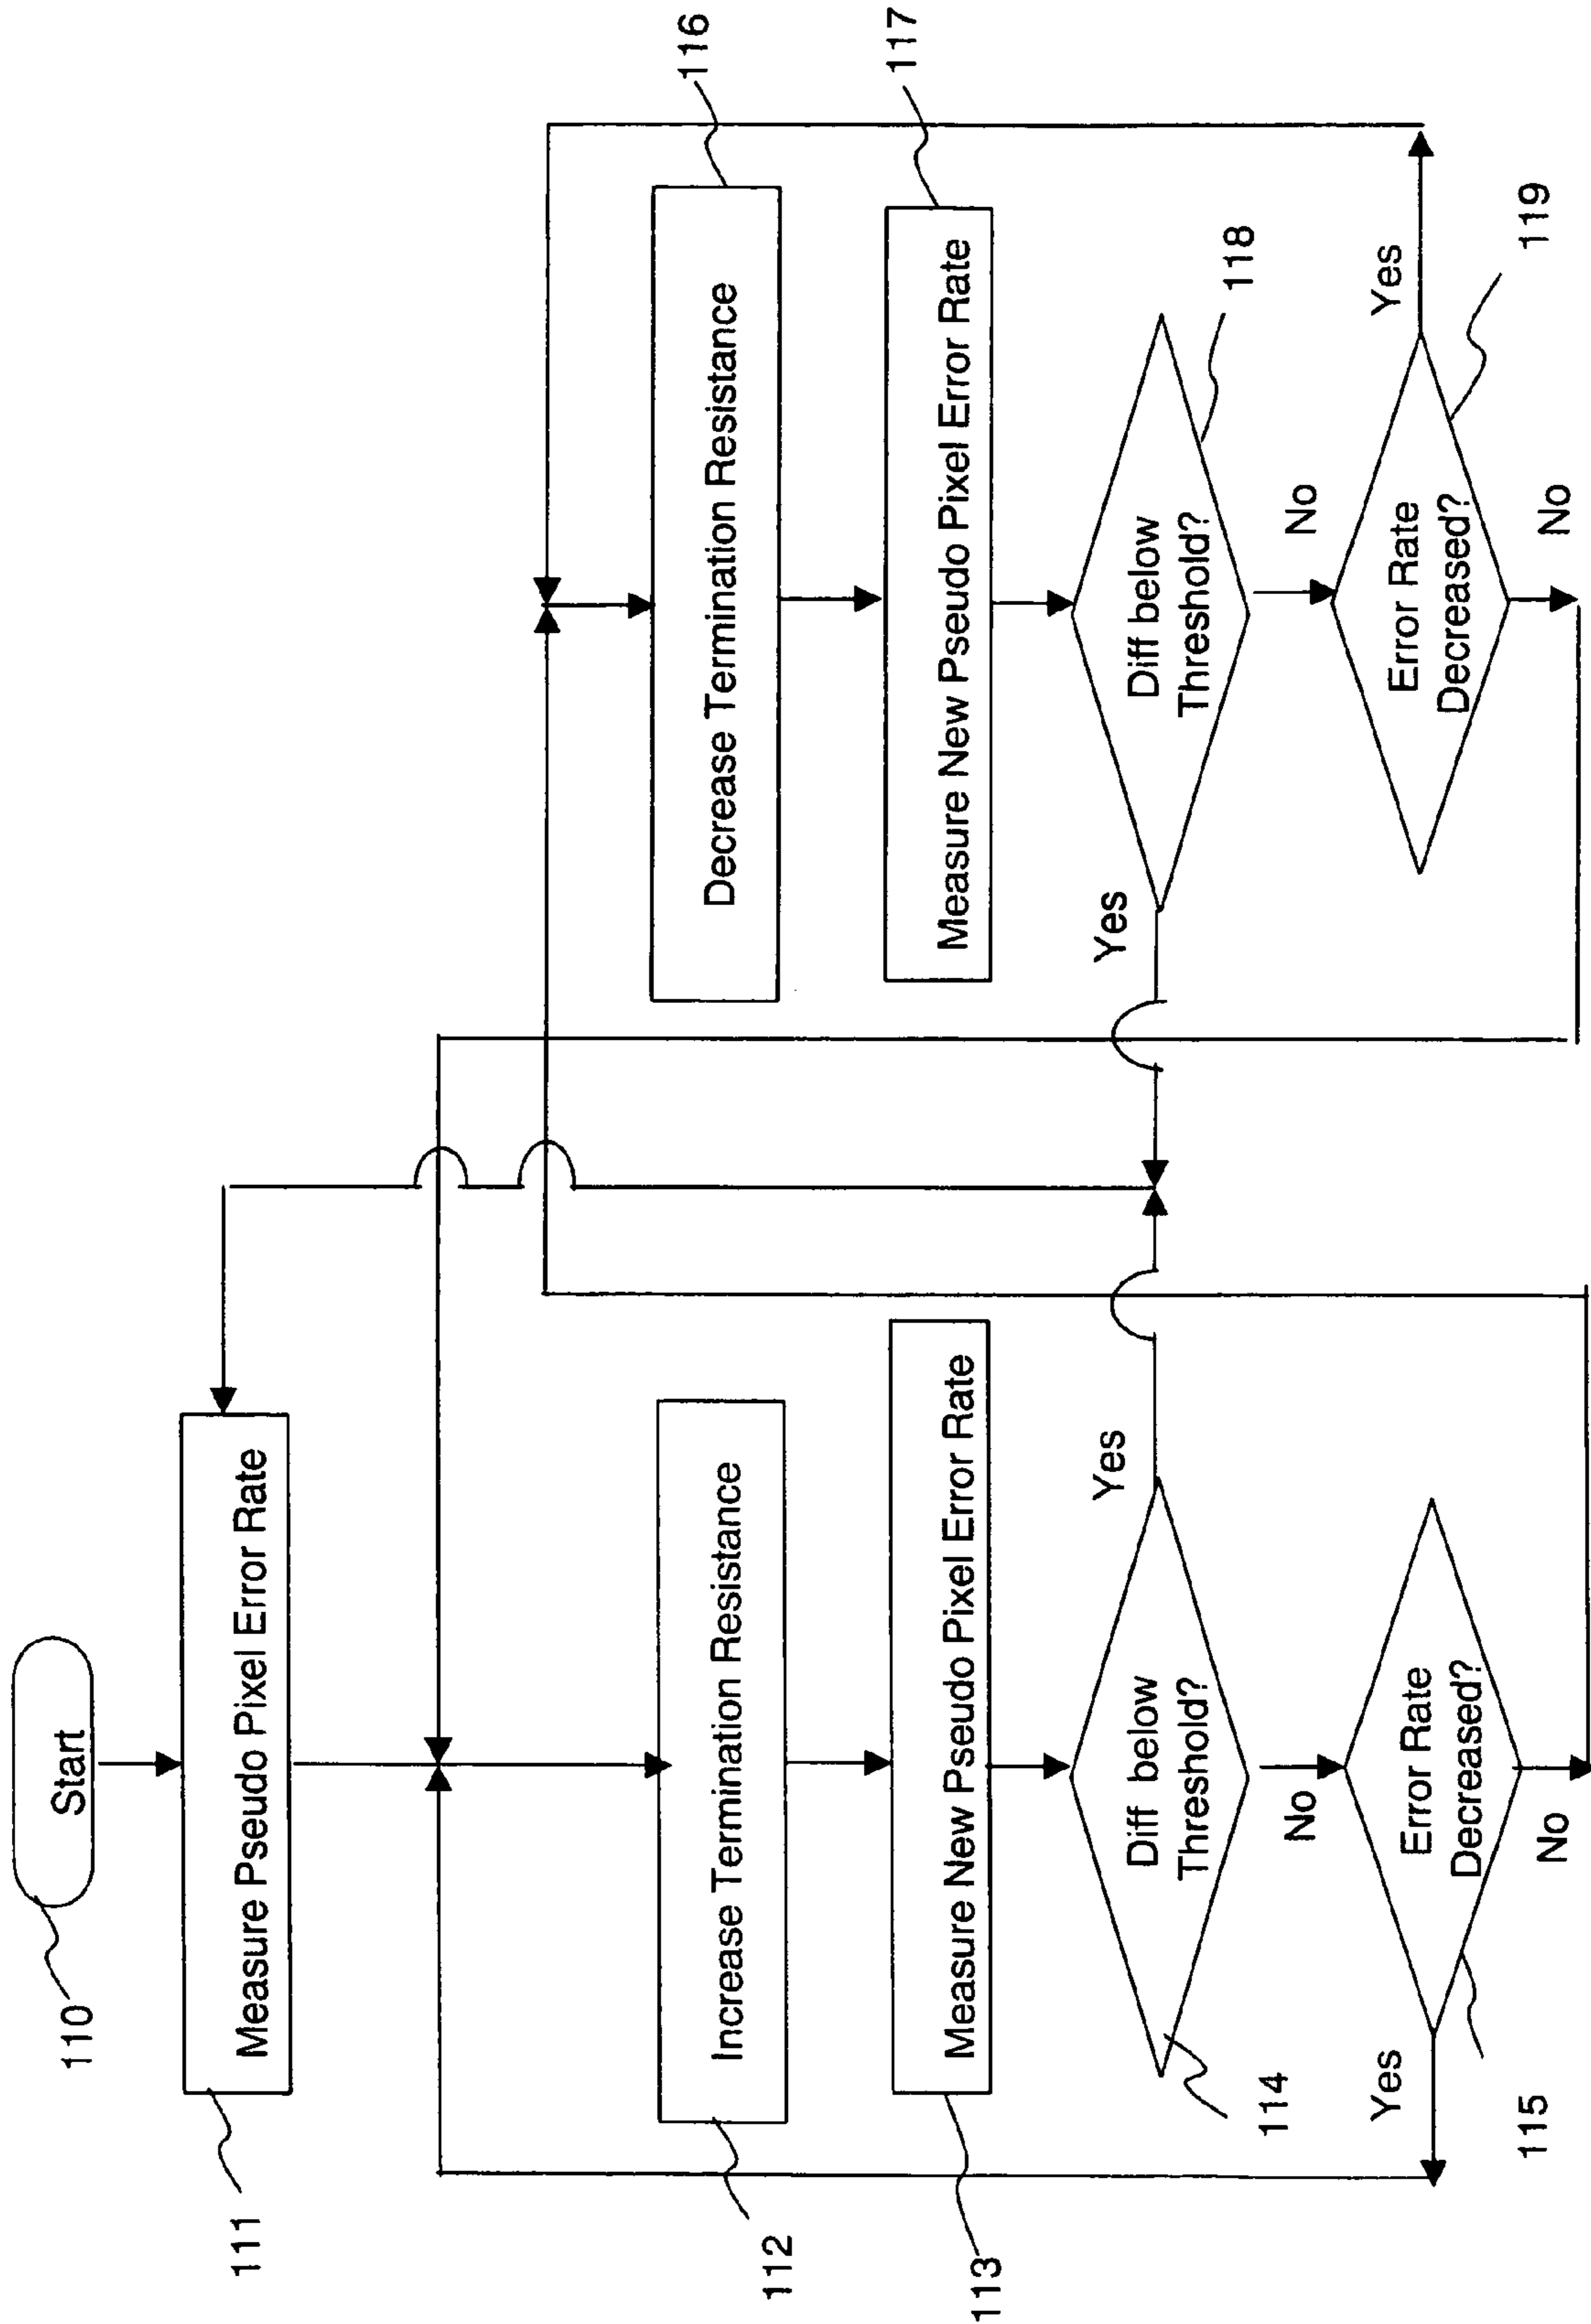 Start
110
Measure Pseudo Pixel Error Rate
111
Increase Termination Resistance
112
Measure New Pseudo Pixel Error Rate
113
Diff below
Threshold?
114
Yes
No
Error Rate
Decreased?
115
Yes
No
Decrease Termination Resistance
116
Measure New Pseudo Pixel Error Rate
117
Diff below
Threshold?
118
Yes
No
Error Rate
Decreased?
119
Yes
No